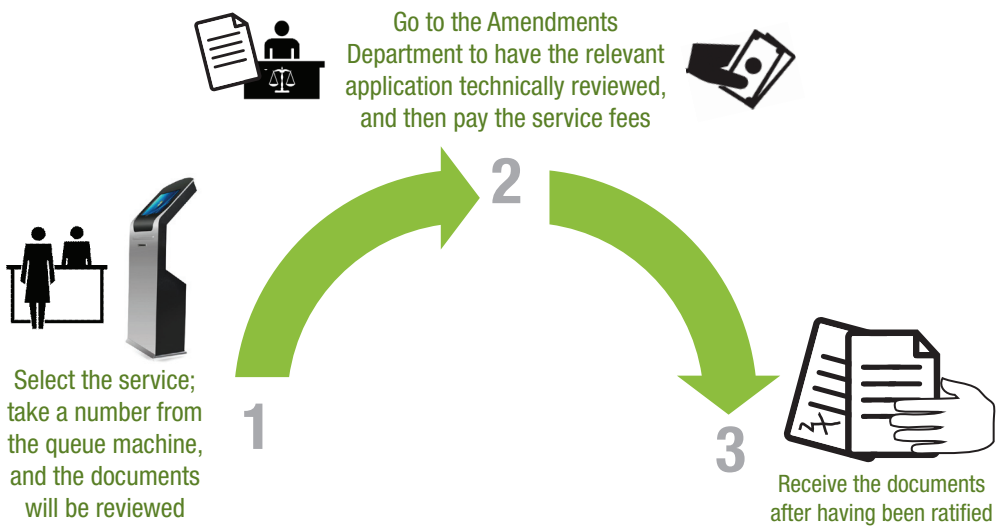 Go to the Amendments
Department to have the relevant
application technically reviewed,
and then pay the service fees
2
Select the service;
take a number from
the queue machine,
and the documents
will be reviewed
1
3
Receive the documents
after having been ratified